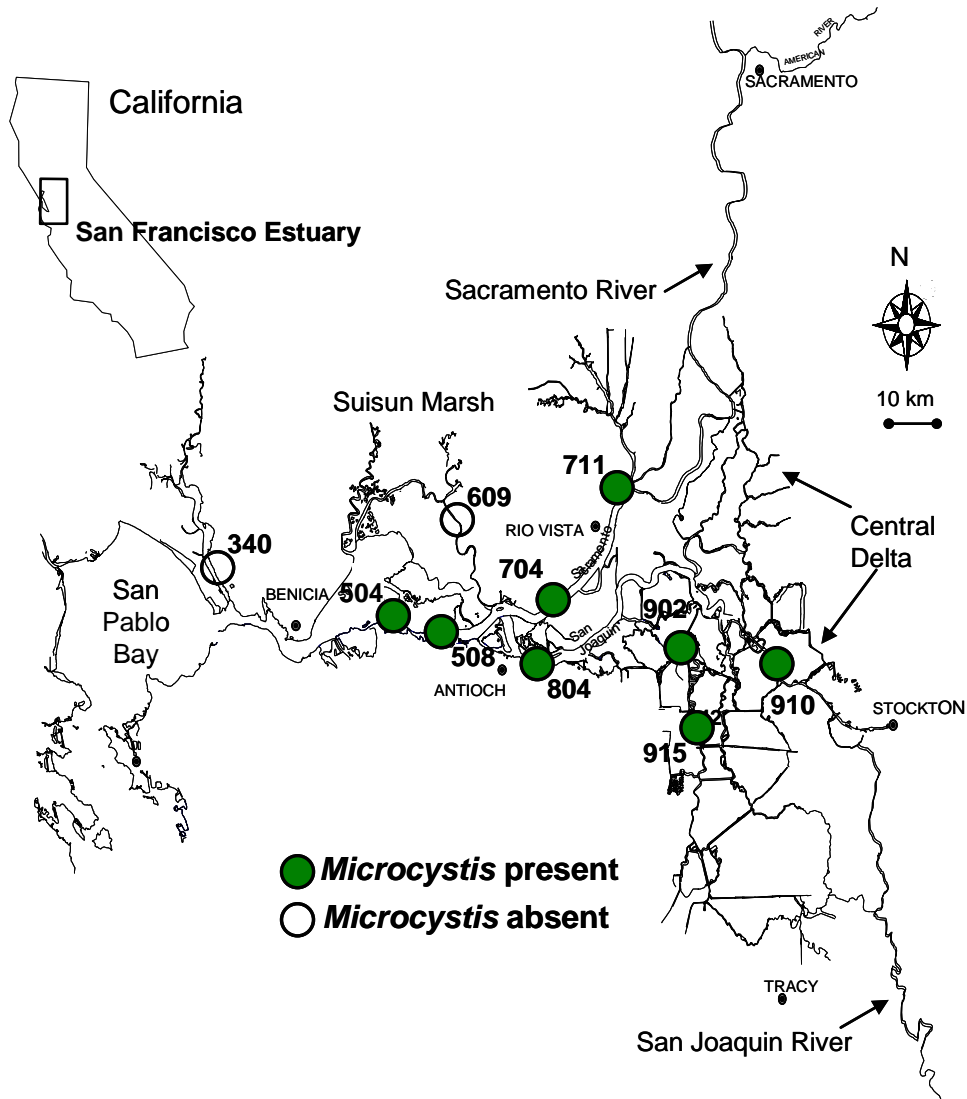 RIVER
AMERICAN
SACRAMENTO
California
San Francisco Estuary
N
Sacramento River
10 km
Suisun Marsh
711
609
RIO VISTA
Sacramento
Central
Delta
340
704
San
Pablo
Bay
BENICIA
504
902
San
Joaquin
508
ANTIOCH
804
910
STOCKTON
915
Microcystis present
Microcystis absent
TRACY
San Joaquin River